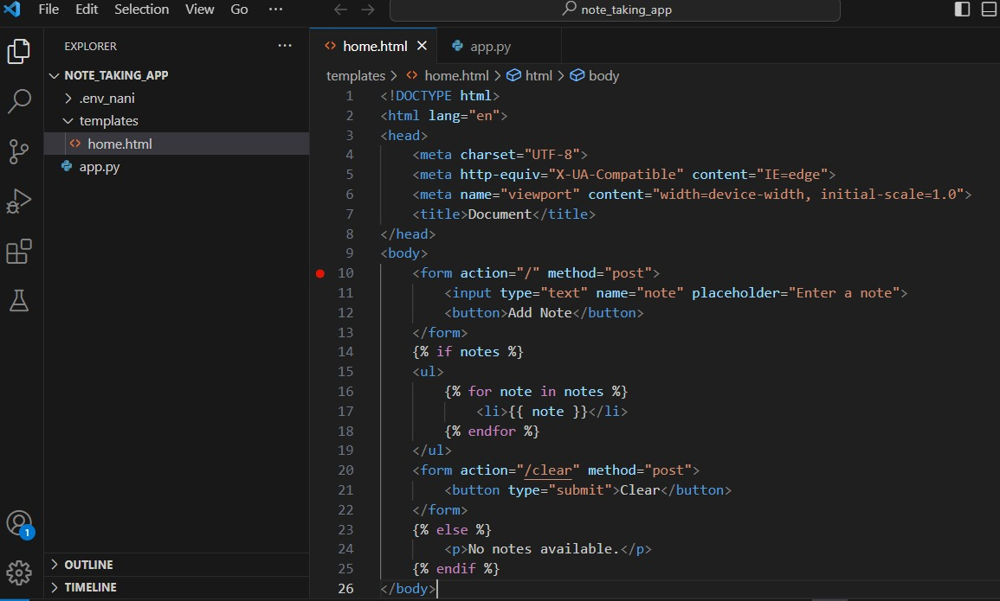 File Edit Selection View Go ··· note_taking_app
EXPLORER ···
NOTE_TAKING_APP
.env_nani
templates
home.html
app.py
OUTLINE
TIMELINE
home.html app.py
templates > home.html > html > body
1 <!DOCTYPE html>
2 <html lang="en">
3 <head>
4 <meta charset="UTF-8">
5 <meta http-equiv="X-UA-Compatible" content="IE=edge">
6 <meta name="viewport" content="width=device-width, initial-scale=1.0">
7 <title>Document</title>
8 </head>
9 <body>
10 <form action="/" method="post">
11 <input type="text" name="note" placeholder="Enter a note">
12 <button>Add Note</button>
13 </form>
14 {% if notes %}
15 <ul>
16 {% for note in notes %}
17 <li>{{ note }}</li>
18 {% endfor %}
19 </ul>
20 <form action="/clear" method="post">
21 <button type="submit">Clear</button>
22 </form>
23 {% else %}
24 <p>No notes available.</p>
25 {% endif %}
26 </body>
1